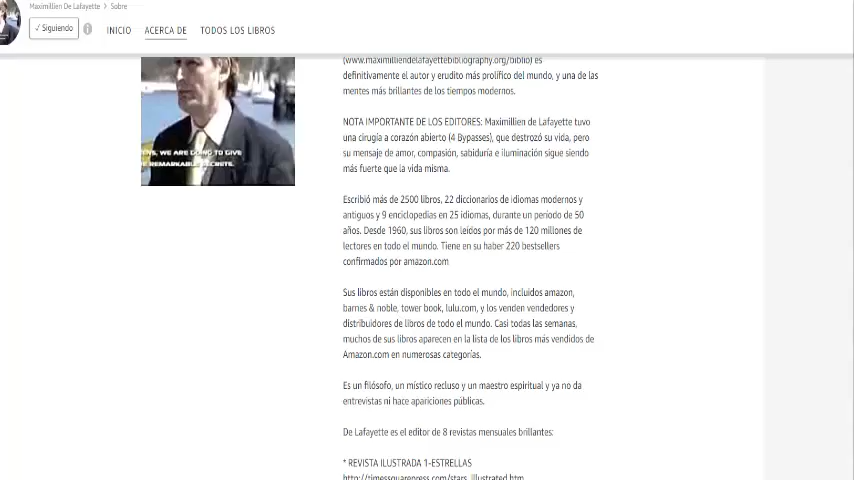 Maximillien De Lafayette > Sobre
✓ Siguiendo
INICIO
ACERCA DE
TODOS LOS LIBROS
(www.maximilliendelafayettebibliography.org/biblio) es
definitivamente el autor y erudito más prolífico del mundo, y una de las
mentes más brillantes de los tiempos modernos.
NOTA IMPORTANTE DE LOS EDITORES: Maximillien de Lafayette tuvo
una cirugía a corazón abierto (4 Bypasses), que destrozó su vida, pero
su mensaje de amor, compasión, sabiduría e iluminación sigue siendo
más fuerte que la vida misma.
WE ARE GOING TO GIVE
REMARKABLE SECRETS.
Escribió más de 2500 libros, 22 diccionarios de idiomas modernos y
antiguos y 9 enciclopedias en 25 idiomas, durante un período de 50
años. Desde 1960, sus libros son leídos por más de 120 millones de
lectores en todo el mundo. Tiene en su haber 220 bestsellers
confirmados por amazon.com
Sus libros están disponibles en todo el mundo, incluidos amazon,
barnes & noble, tower book, lulu.com, y los venden vendedores y
distribuidores de libros de todo el mundo. Casi todas las semanas,
muchos de sus libros aparecen en la lista de los libros más vendidos de
Amazon.com en numerosas categorías.
Es un filósofo, un místico recluso y un maestro espiritual y ya no da
entrevistas ni hace apariciones públicas.
De Lafayette es el editor de 8 revistas mensuales brillantes:
* REVISTA ILUSTRADA 1-ESTRELLAS
http://timessquarepress.com/stars_illustrated.htm